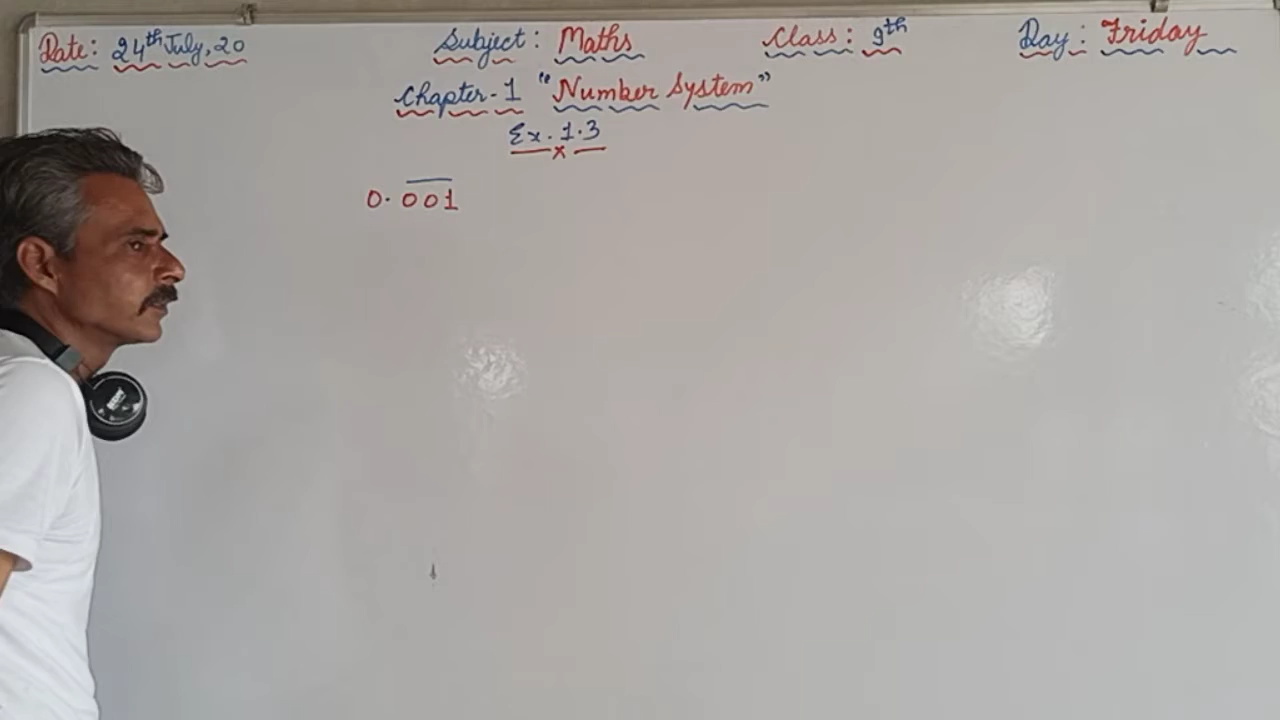 Date: 24th July, 20 Subject: Maths Class: 9th Day: Friday
Chapter-1 "Number System"
Ex. 1.3
0.001̅